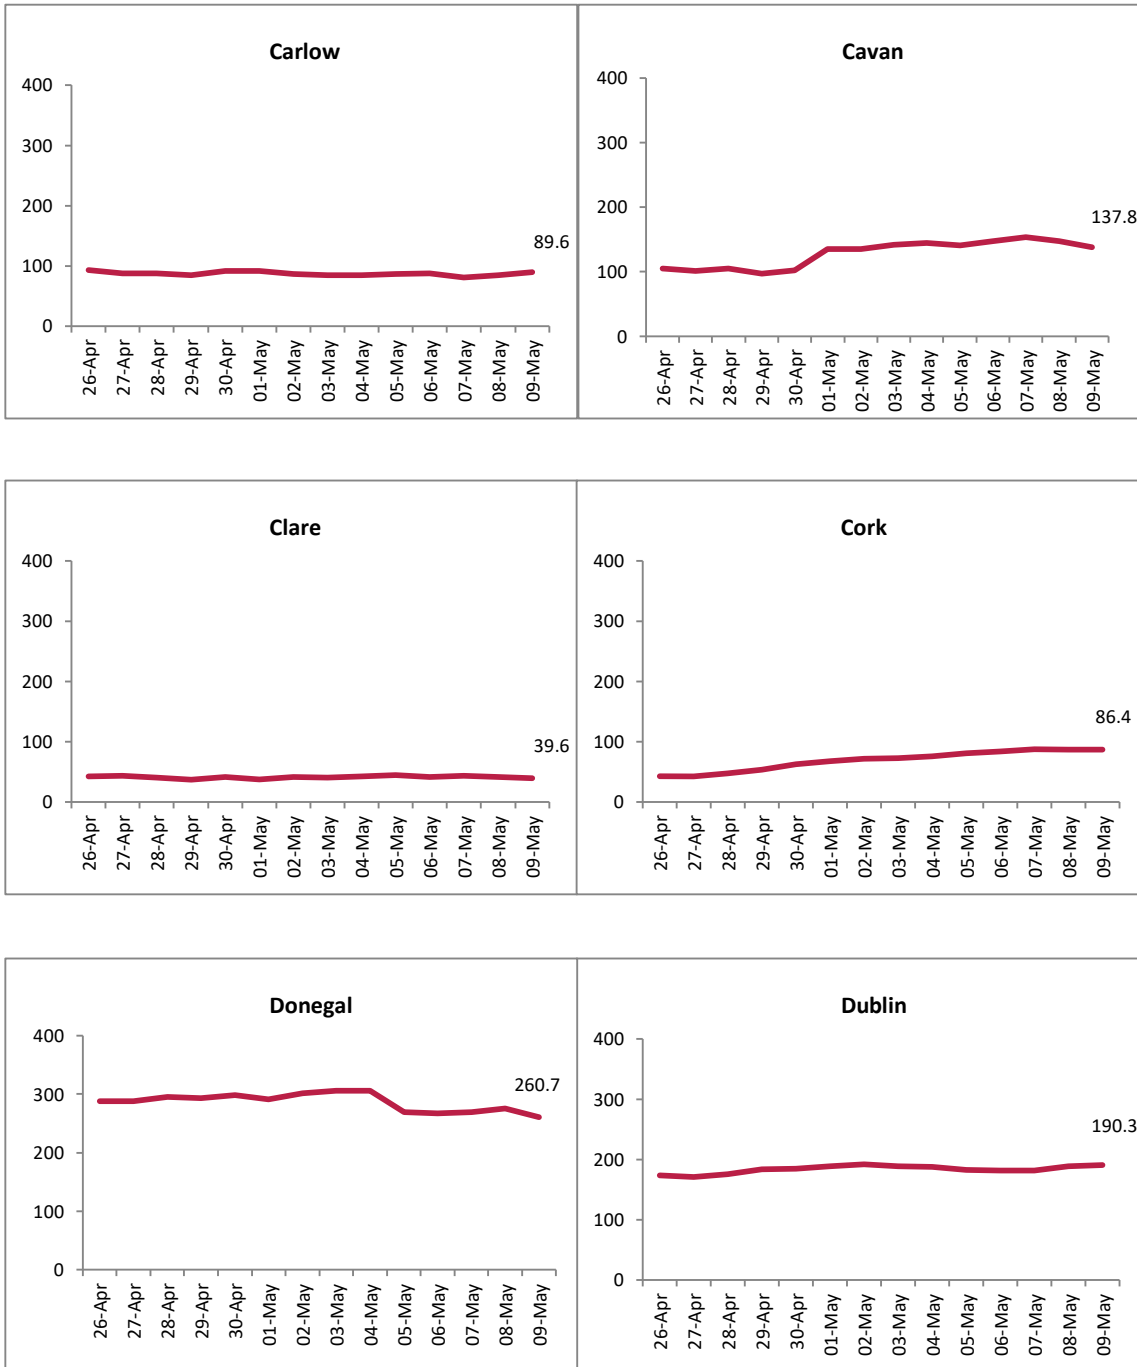 Carlow
400
300
200
100
0
89.6
26-Apr
27-Apr
28-Apr
29-Apr
30-Apr
01-May
02-May
03-May
04-May
05-May
06-May
07-May
08-May
09-May
Cavan
400
300
200
100
0
137.8
26-Apr
27-Apr
28-Apr
29-Apr
30-Apr
01-May
02-May
03-May
04-May
05-May
06-May
07-May
08-May
09-May
Clare
400
300
200
100
0
39.6
26-Apr
27-Apr
28-Apr
29-Apr
30-Apr
01-May
02-May
03-May
04-May
05-May
06-May
07-May
08-May
09-May
Cork
400
300
200
100
0
86.4
26-Apr
27-Apr
28-Apr
29-Apr
30-Apr
01-May
02-May
03-May
04-May
05-May
06-May
07-May
08-May
09-May
Donegal
400
300
200
100
0
260.7
26-Apr
27-Apr
28-Apr
29-Apr
30-Apr
01-May
02-May
03-May
04-May
05-May
06-May
07-May
08-May
09-May
Dublin
400
300
200
100
0
190.3
26-Apr
27-Apr
28-Apr
29-Apr
30-Apr
01-May
02-May
03-May
04-May
05-May
06-May
07-May
08-May
09-May